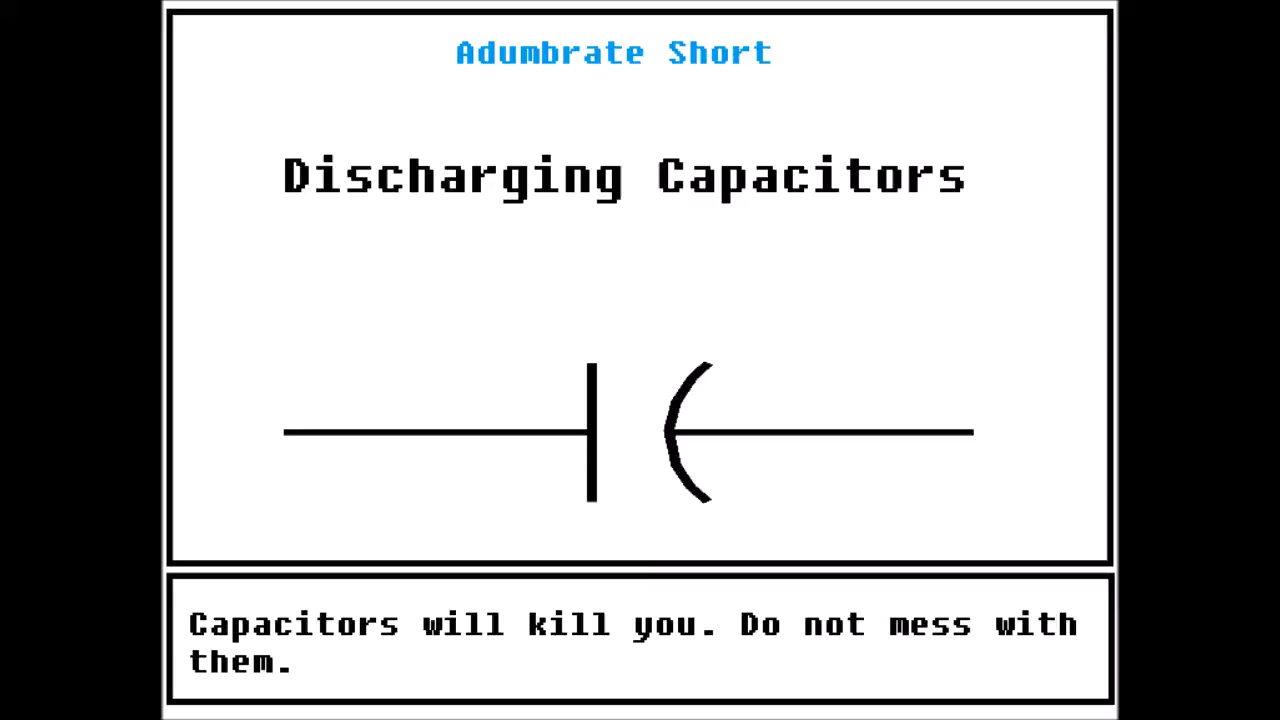 Adumbrate Short
Discharging Capacitors
Capacitors will kill you. Do not mess with
them.